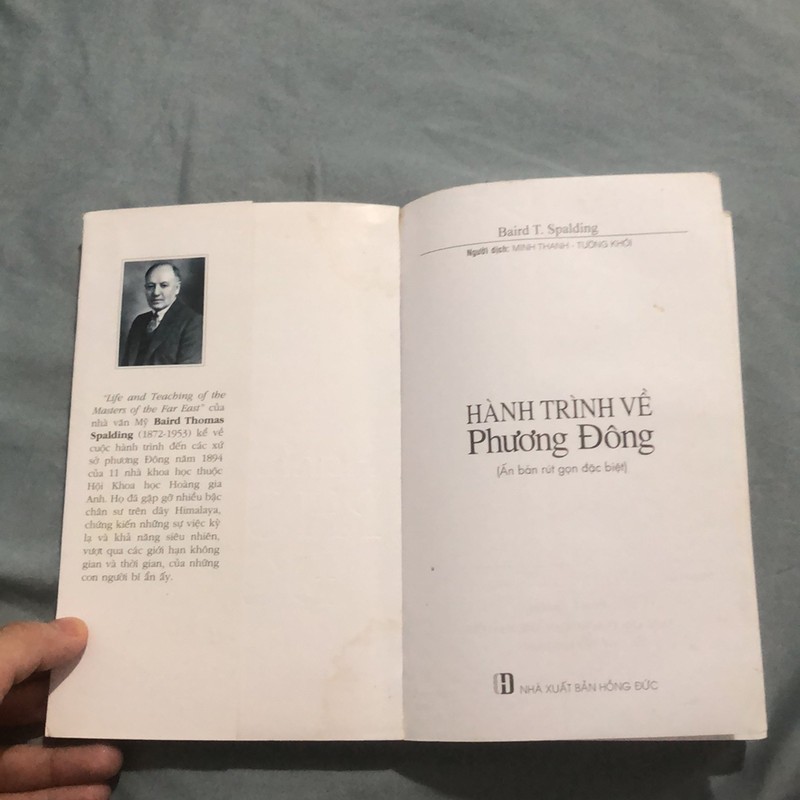 "Life and Teaching of the
Masters of the Far East" của
nhà văn Mỹ Baird Thomas
Spalding (1872-1953) kể về
cuộc hành trình đến các xứ
sở phương Đông năm 1894
của 11 nhà khoa học thuộc
Hội Khoa học Hoàng gia
Anh. Họ đã gặp gỡ nhiều bậc
chân sư trên dãy Himalaya,
chứng kiến những sự việc kỳ
lạ và khả năng siêu nhiên,
vượt qua các giới hạn không
gian và thời gian, của những
con người bí ẩn ấy.
Baird T. Spalding
Người dịch: MINH THANH - TƯỜNG KHÔI
HÀNH TRÌNH VỀ
Phương Đông
(Ấn bản rút gọn đặc biệt)
NHÀ XUẤT BẢN HỒNG ĐỨC